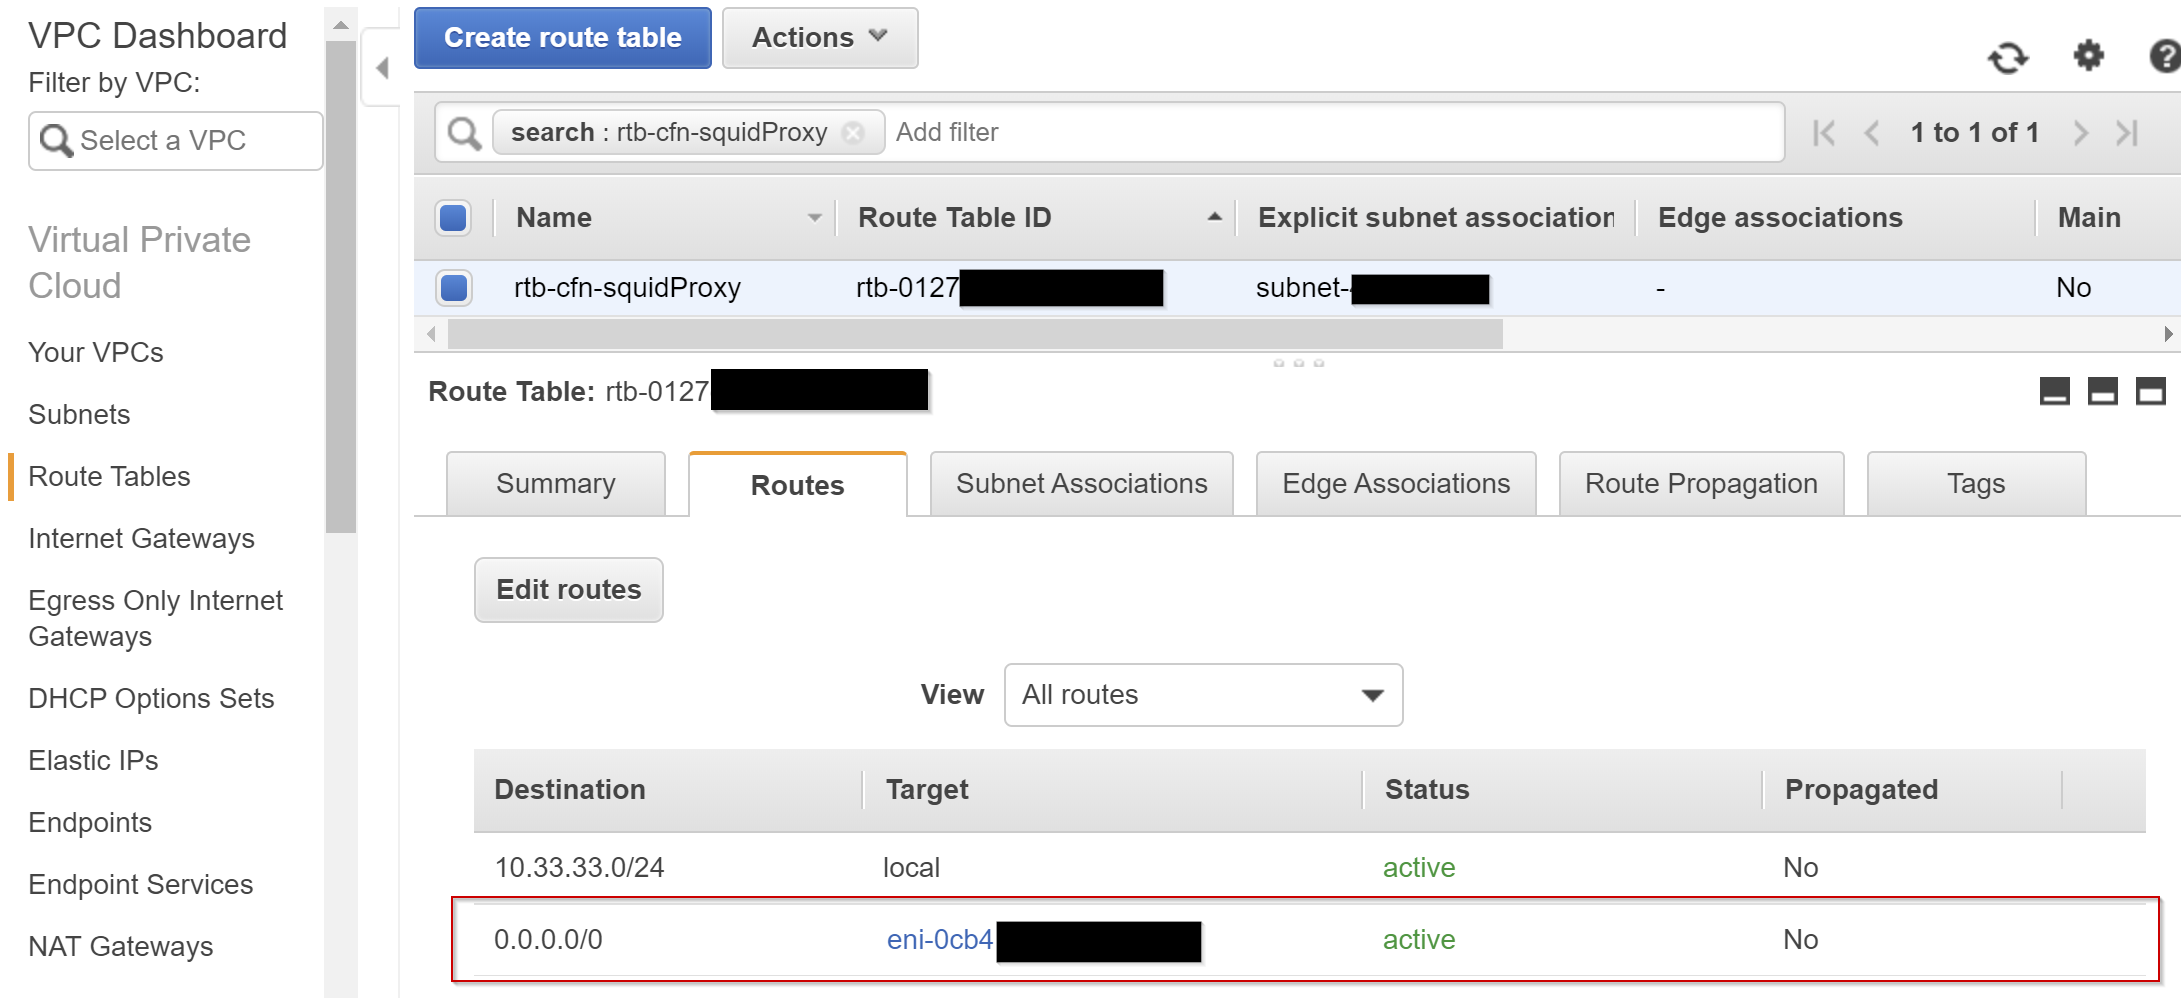 VPC Dashboard
Filter by VPC:
Select a VPC
Virtual Private
Cloud
Your VPCs
Subnets
Route Tables
Internet Gateways
Egress Only Internet
Gateways
DHCP Options Sets
Elastic IPs
Endpoints
Endpoint Services
NAT Gateways
Create route table Actions
search : rtb-cfn-squidProxy Add filter 1 to 1 of 1
Name Route Table ID Explicit subnet association Edge associations Main
rtb-cfn-squidProxy rtb-0127 subnet- - No
Route Table: rtb-0127
Summary Routes Subnet Associations Edge Associations Route Propagation Tags
Edit routes
View All routes
Destination Target Status Propagated
10.33.33.0/24 local active No
0.0.0.0/0 eni-0cb4 active No